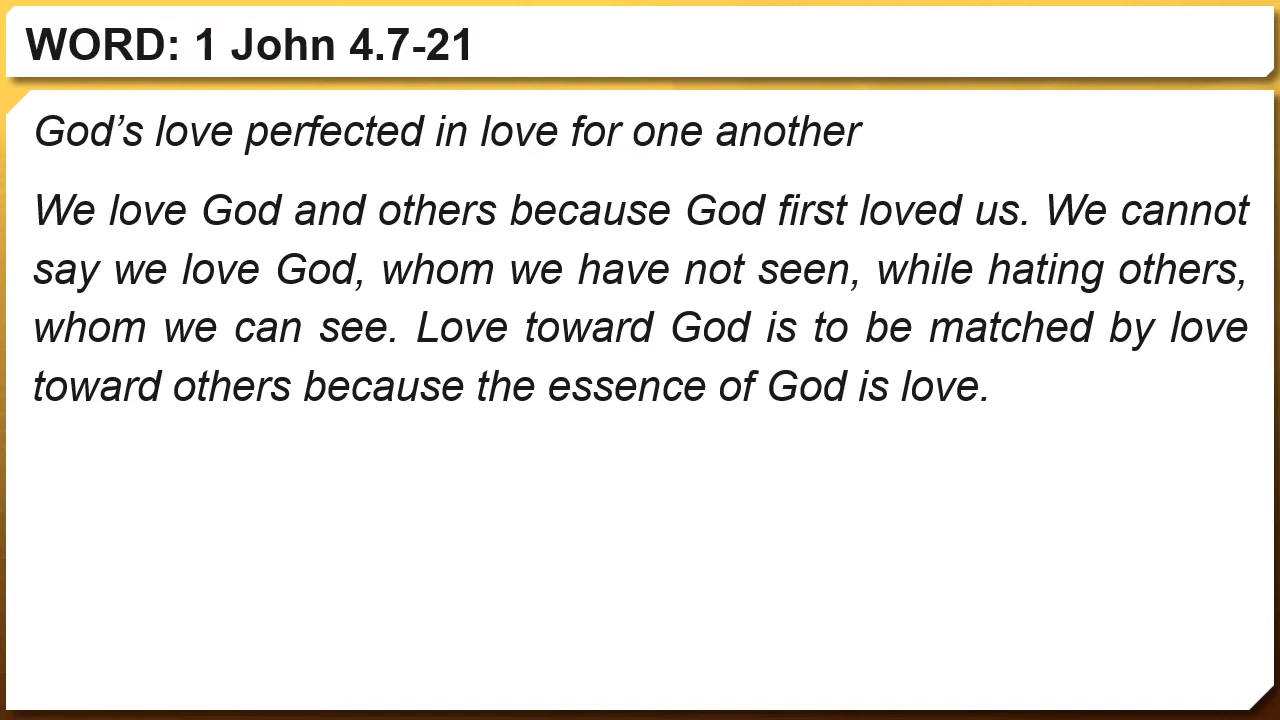 WORD: 1 John 4.7-21
God’s love perfected in love for one another
We love God and others because God first loved us. We cannot
say we love God, whom we have not seen, while hating others,
whom we can see. Love toward God is to be matched by love
toward others because the essence of God is love.